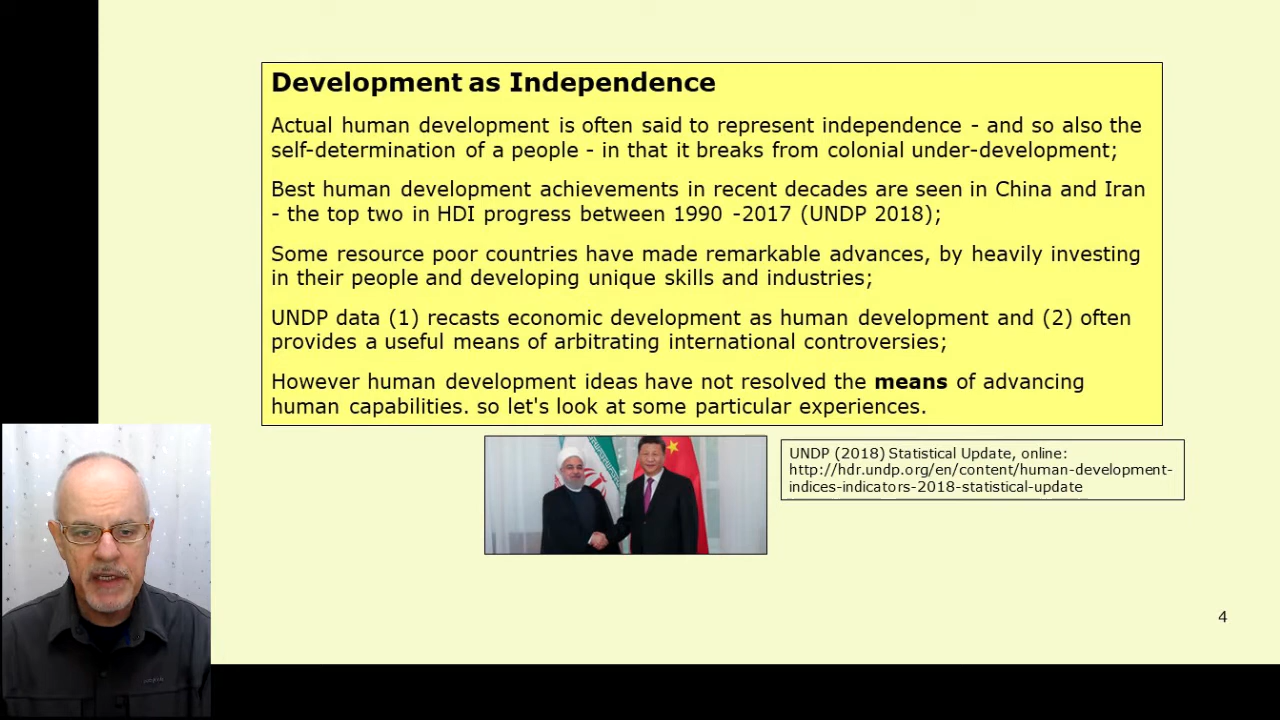 Development as Independence
Actual human development is often said to represent independence - and so also the
self-determination of a people - in that it breaks from colonial under-development;
Best human development achievements in recent decades are seen in China and Iran
- the top two in HDI progress between 1990 -2017 (UNDP 2018);
Some resource poor countries have made remarkable advances, by heavily investing
in their people and developing unique skills and industries;
UNDP data (1) recasts economic development as human development and (2) often
provides a useful means of arbitrating international controversies;
However human development ideas have not resolved the means of advancing
human capabilities. so let's look at some particular experiences.
UNDP (2018) Statistical Update, online:
http://hdr.undp.org/en/content/human-development-
indices-indicators-2018-statistical-update
4